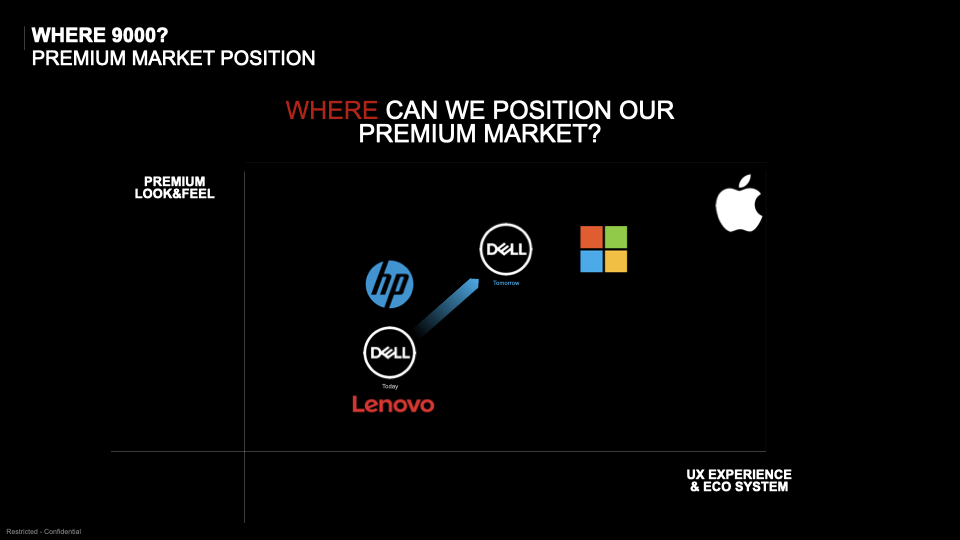 WHERE 9000?
PREMIUM MARKET POSITION
WHERE CAN WE POSITION OUR
PREMIUM MARKET?
PREMIUM
LOOK&FEEL
DELL
Tomorrow
hp
DELL
Today
Lenovo
UX EXPERIENCE
& ECO SYSTEM
Restricted - Confidential